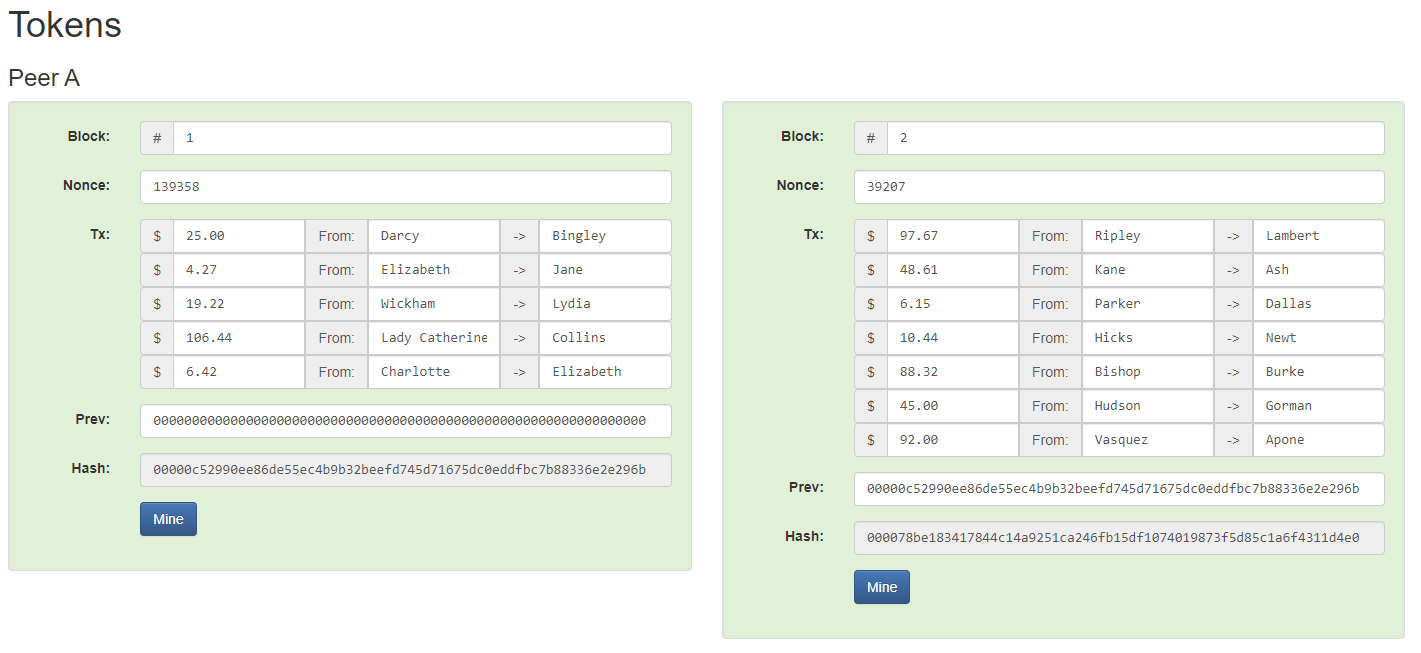 Tokens
Peer A
Block: # 1
Nonce: 139358
Tx: $ 25.00 From: Darcy -> Bingley
$ 4.27 From: Elizabeth -> Jane
$ 19.22 From: Wickham -> Lydia
$ 106.44 From: Lady Catherine -> Collins
$ 6.42 From: Charlotte -> Elizabeth
Prev: 0000000000000000000000000000000000000000000000000000000000000000
Hash: 00000c52990ee86de55ec4b9b32beefd745d71675dc0eddfbc7b88336e2e296b
Mine
Block: # 2
Nonce: 39207
Tx: $ 97.67 From: Ripley -> Lambert
$ 48.61 From: Kane -> Ash
$ 6.15 From: Parker -> Dallas
$ 10.44 From: Hicks -> Newt
$ 88.32 From: Bishop -> Burke
$ 45.00 From: Hudson -> Gorman
$ 92.00 From: Vasquez -> Apone
Prev: 00000c52990ee86de55ec4b9b32beefd745d71675dc0eddfbc7b88336e2e296b
Hash: 000078be183417844c14a9251ca246fb15df1074019873f5d85c1a6f4311d4e0
Mine